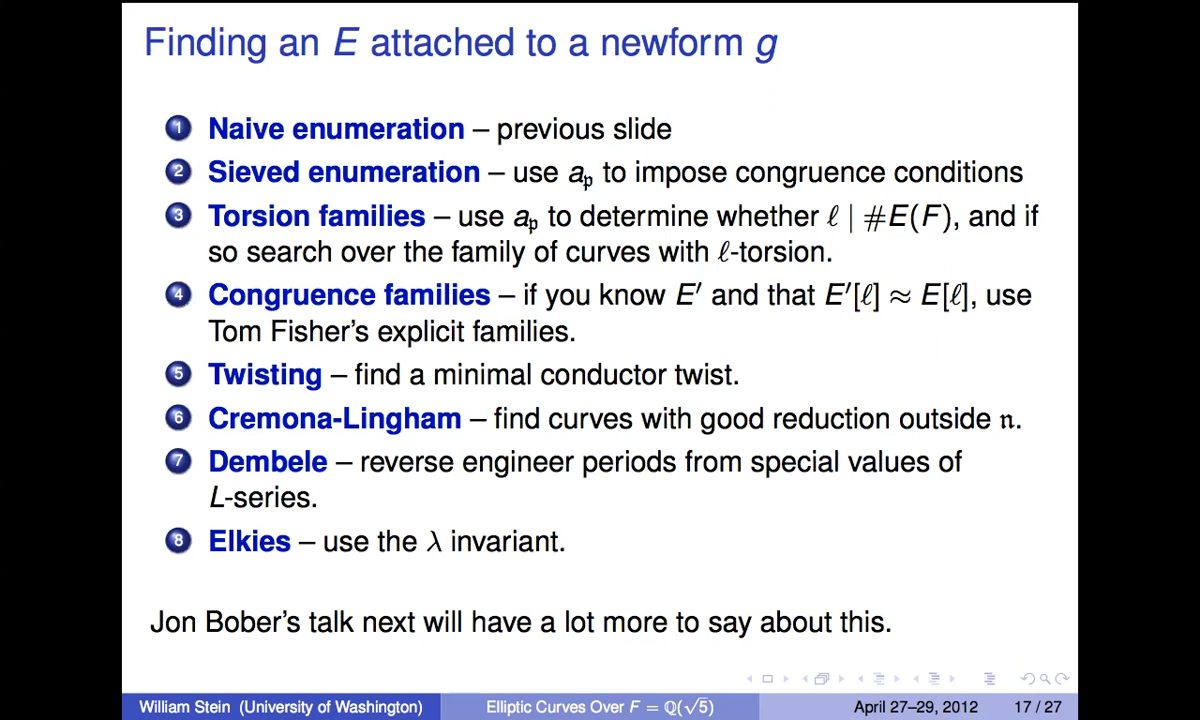 Finding an E attached to a newform g
1 Naive enumeration – previous slide
2 Sieved enumeration – use a𝔭 to impose congruence conditions
3 Torsion families – use a𝔭 to determine whether ℓ | #E(F), and if
so search over the family of curves with ℓ-torsion.
4 Congruence families – if you know E′ and that E′[ℓ] ≈ E[ℓ], use
Tom Fisher's explicit families.
5 Twisting – find a minimal conductor twist.
6 Cremona-Lingham – find curves with good reduction outside 𝔫.
7 Dembele – reverse engineer periods from special values of
L-series.
8 Elkies – use the λ invariant.
Jon Bober's talk next will have a lot more to say about this.
William Stein (University of Washington) Elliptic Curves Over F = ℚ(√5) April 27–29, 2012 17 / 27